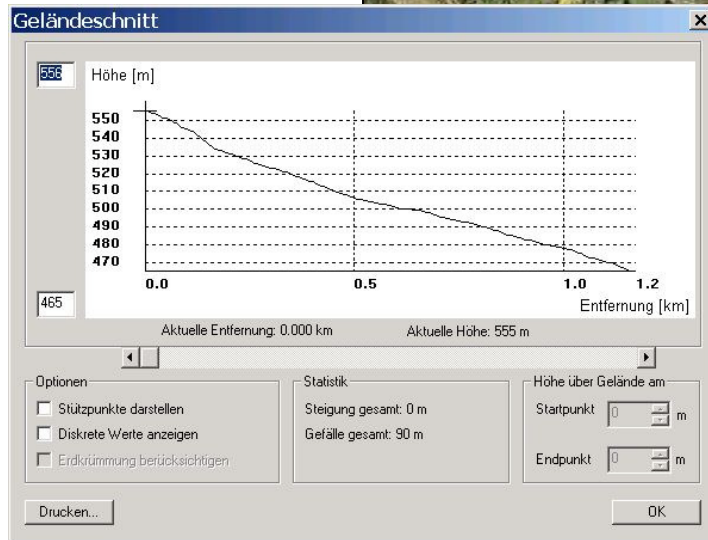 Geländeschnitt
556
Höhe [m]
550
540
530
520
510
500
490
480
470
0.0 0.5 1.0 1.2
465
Entfernung [km]
Aktuelle Entfernung: 0.000 km Aktuelle Höhe: 555 m
Optionen
Stützpunkte darstellen
Diskrete Werte anzeigen
Erdkrümmung berücksichtigen
Statistik
Steigung gesamt: 0 m
Gefälle gesamt: 90 m
Höhe über Gelände am
Startpunkt 0 m
Endpunkt 0 m
Drucken... OK